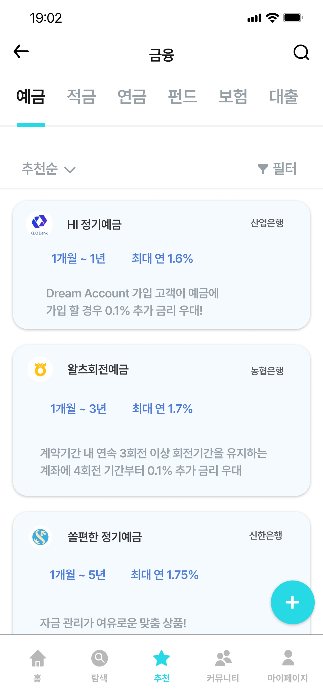 19:02
금융
예금 적금 연금 펀드 보험 대출
추천순 필터
HI 정기예금 산업은행
1개월 ~ 1년 최대 연 1.6%
Dream Account 가입 고객이 예금에
가입 할 경우 0.1% 추가 금리 우대!
왈츠회전예금 농협은행
1개월 ~ 3년 최대 연 1.7%
계약기간 내 연속 3회전 이상 회전기간을 유지하는
계좌에 4회전 기간부터 0.1% 추가 금리 우대
쏠편한 정기예금 신한은행
1개월 ~ 5년 최대 연 1.75%
자금 관리가 여유로운 맞춤 상품!
홈 탐색 추천 커뮤니티 마이페이지